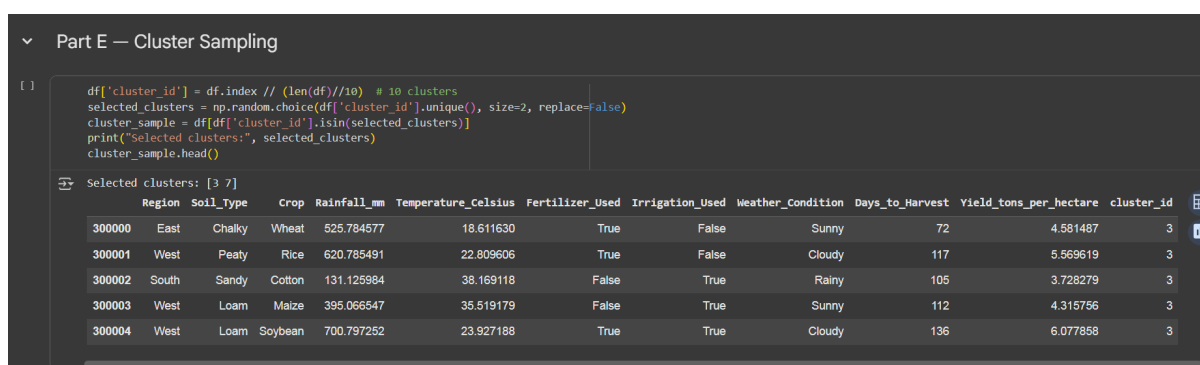 Part E — Cluster Sampling
[ ]
df['cluster_id'] = df.index // (len(df)//10)  # 10 clusters
selected_clusters = np.random.choice(df['cluster_id'].unique(), size=2, replace=False)
cluster_sample = df[df['cluster_id'].isin(selected_clusters)]
print("Selected clusters:", selected_clusters)
cluster_sample.head()
Selected clusters: [3 7]
Region Soil_Type Crop Rainfall_mm Temperature_Celsius Fertilizer_Used Irrigation_Used Weather_Condition Days_to_Harvest Yield_tons_per_hectare cluster_id
300000 East Chalky Wheat 525.784577 18.611630 True False Sunny 72 4.581487 3
300001 West Peaty Rice 620.785491 22.809606 True False Cloudy 117 5.569619 3
300002 South Sandy Cotton 131.125984 38.169118 False True Rainy 105 3.728279 3
300003 West Loam Maize 395.066547 35.519179 False True Sunny 112 4.315756 3
300004 West Loam Soybean 700.797252 23.927188 True True Cloudy 136 6.077858 3